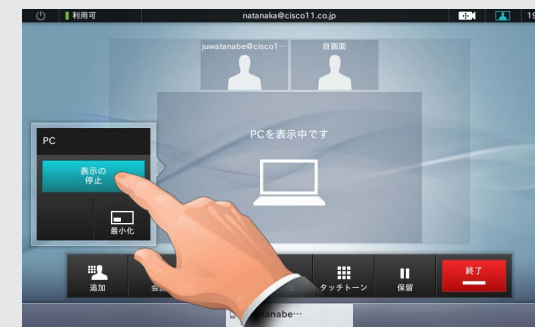 利用可
natanaka@cisco11.co.jp
19
juwatanabe@cisco1…
自画面
PC
PCを表示中です
表示の
停止
最小化
追加
タッチトーン
保留
終了